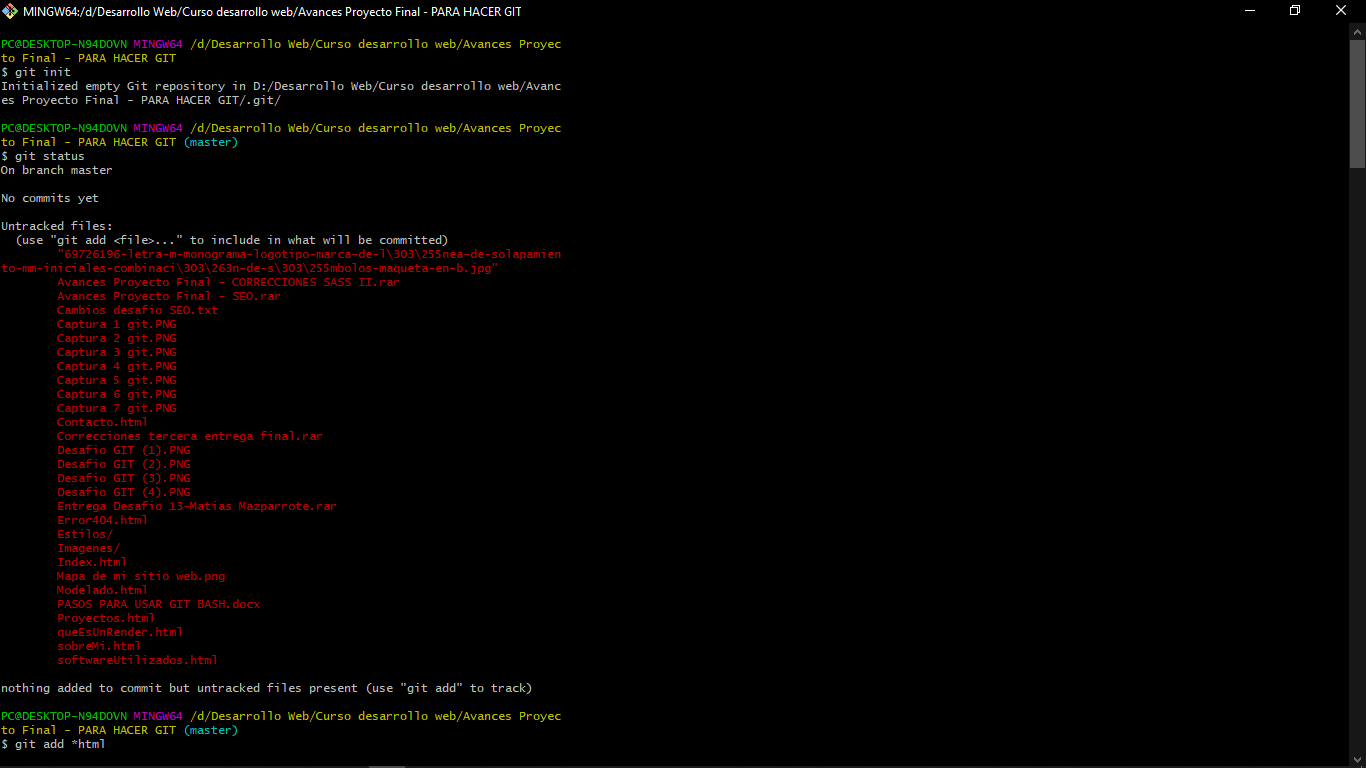 MINGW64:/d/Desarrollo Web/Curso desarrollo web/Avances Proyecto Final - PARA HACER GIT
PC@DESKTOP-N94DOVN MINGW64 /d/Desarrollo Web/Curso desarrollo web/Avances Proyec
to Final - PARA HACER GIT
$ git init
Initialized empty Git repository in D:/Desarrollo Web/Curso desarrollo web/Avanc
es Proyecto Final - PARA HACER GIT/.git/
PC@DESKTOP-N94DOVN MINGW64 /d/Desarrollo Web/Curso desarrollo web/Avances Proyec
to Final - PARA HACER GIT (master)
$ git status
On branch master
No commits yet
Untracked files:
(use "git add <file>..." to include in what will be committed)
"69726196-letra-m-monograma-logotipo-marca-de-l\303\255nea-de-solapamien
to-mm-iniciales-combinaci\303\263n-de-s\303\255mbolos-maqueta-en-b.jpg"
Avances Proyecto Final - CORRECCIONES SASS II.rar
Avances Proyecto Final - SEO.rar
Cambios desafio SEO.txt
Captura 1 git.PNG
Captura 2 git.PNG
Captura 3 git.PNG
Captura 4 git.PNG
Captura 5 git.PNG
Captura 6 git.PNG
Captura 7 git.PNG
Contacto.html
Correcciones tercera entrega final.rar
Desafio GIT (1).PNG
Desafio GIT (2).PNG
Desafio GIT (3).PNG
Desafio GIT (4).PNG
Entrega Desafio 13-Matias Mazparrote.rar
Error404.html
Estilos/
Imagenes/
Index.html
Mapa de mi sitio web.png
Modelado.html
PASOS PARA USAR GIT BASH.docx
Proyectos.html
queEsUnRender.html
sobreMi.html
softwareUtilizados.html
nothing added to commit but untracked files present (use "git add" to track)
PC@DESKTOP-N94DOVN MINGW64 /d/Desarrollo Web/Curso desarrollo web/Avances Proyec
to Final - PARA HACER GIT (master)
$ git add *html